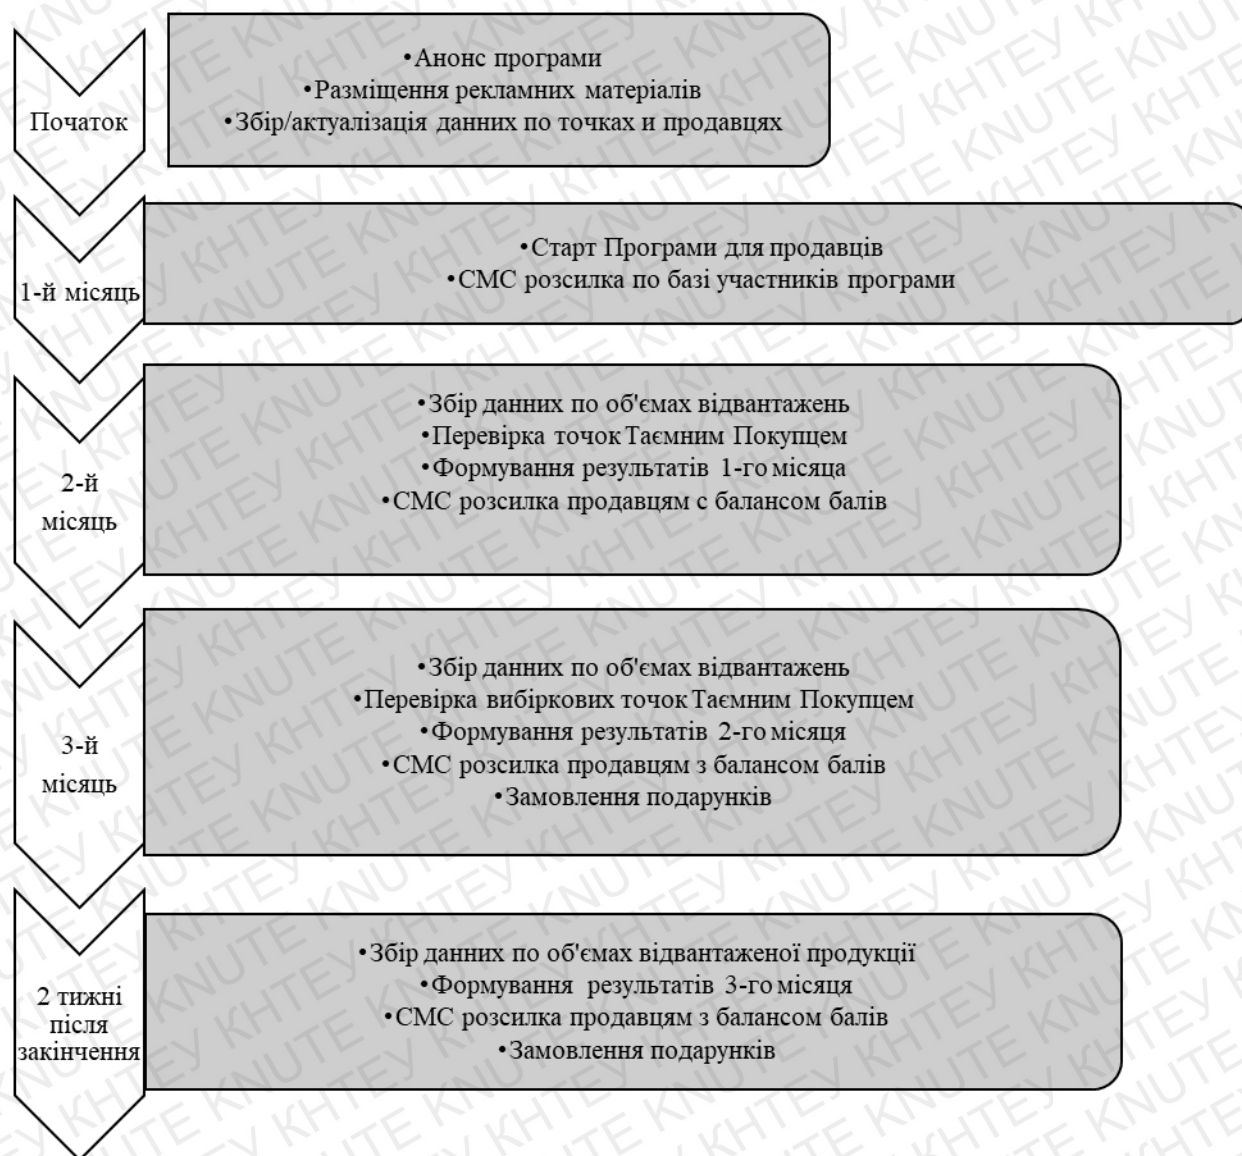 Початок
•Анонс програми
•Разміщення рекламних матеріалів
•Збір/актуалізація данних по точках и продавцях
1-й місяць
•Старт Програми для продавців
•СМС розсилка по базі учасників програми
2-й
місяць
•Збір данних по об'ємах відвантажень
•Перевірка точок Таємним Покупцем
•Формування результатів 1-го місяца
•СМС розсилка продавцям с балансом балів
3-й
місяць
•Збір данних по об'ємах відвантажень
•Перевірка вибіркових точок Таємним Покупцем
•Формування результатів 2-го місяця
•СМС розсилка продавцям з балансом балів
•Замовлення подарунків
2 тижні
після
закінчення
•Збір данних по об'ємах відвантаженої продукції
•Формування результатів 3-го місяця
•СМС розсилка продавцям з балансом балів
•Замовлення подарунків